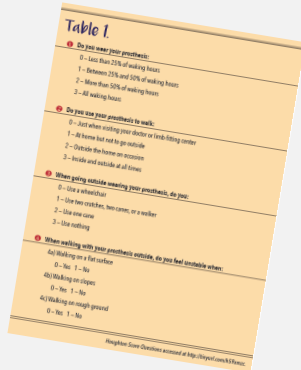 Table 1.
1 Do you wear your prosthesis:
0 – Less than 25% of waking hours
1 – Between 25% and 50% of waking hours
2 – More than 50% of waking hours
3 – All waking hours
2 Do you use your prosthesis to walk:
0 – Just when visiting your doctor or limb-fitting center
1 – At home but not to go outside
2 – Outside the home on occasion
3 – Inside and outside at all times
3 When going outside wearing your prosthesis, do you:
0 – Use a wheelchair
1 – Use two crutches, two canes, or a walker
2 – Use one cane
3 – Use nothing
4 When walking with your prosthesis outside, do you feel unstable when:
4a) Walking on a flat surface
0 – Yes 1 – No
4b) Walking on slopes
0 – Yes 1 – No
4c) Walking on rough ground
0 – Yes 1 – No
Houghton Score Questions accessed at